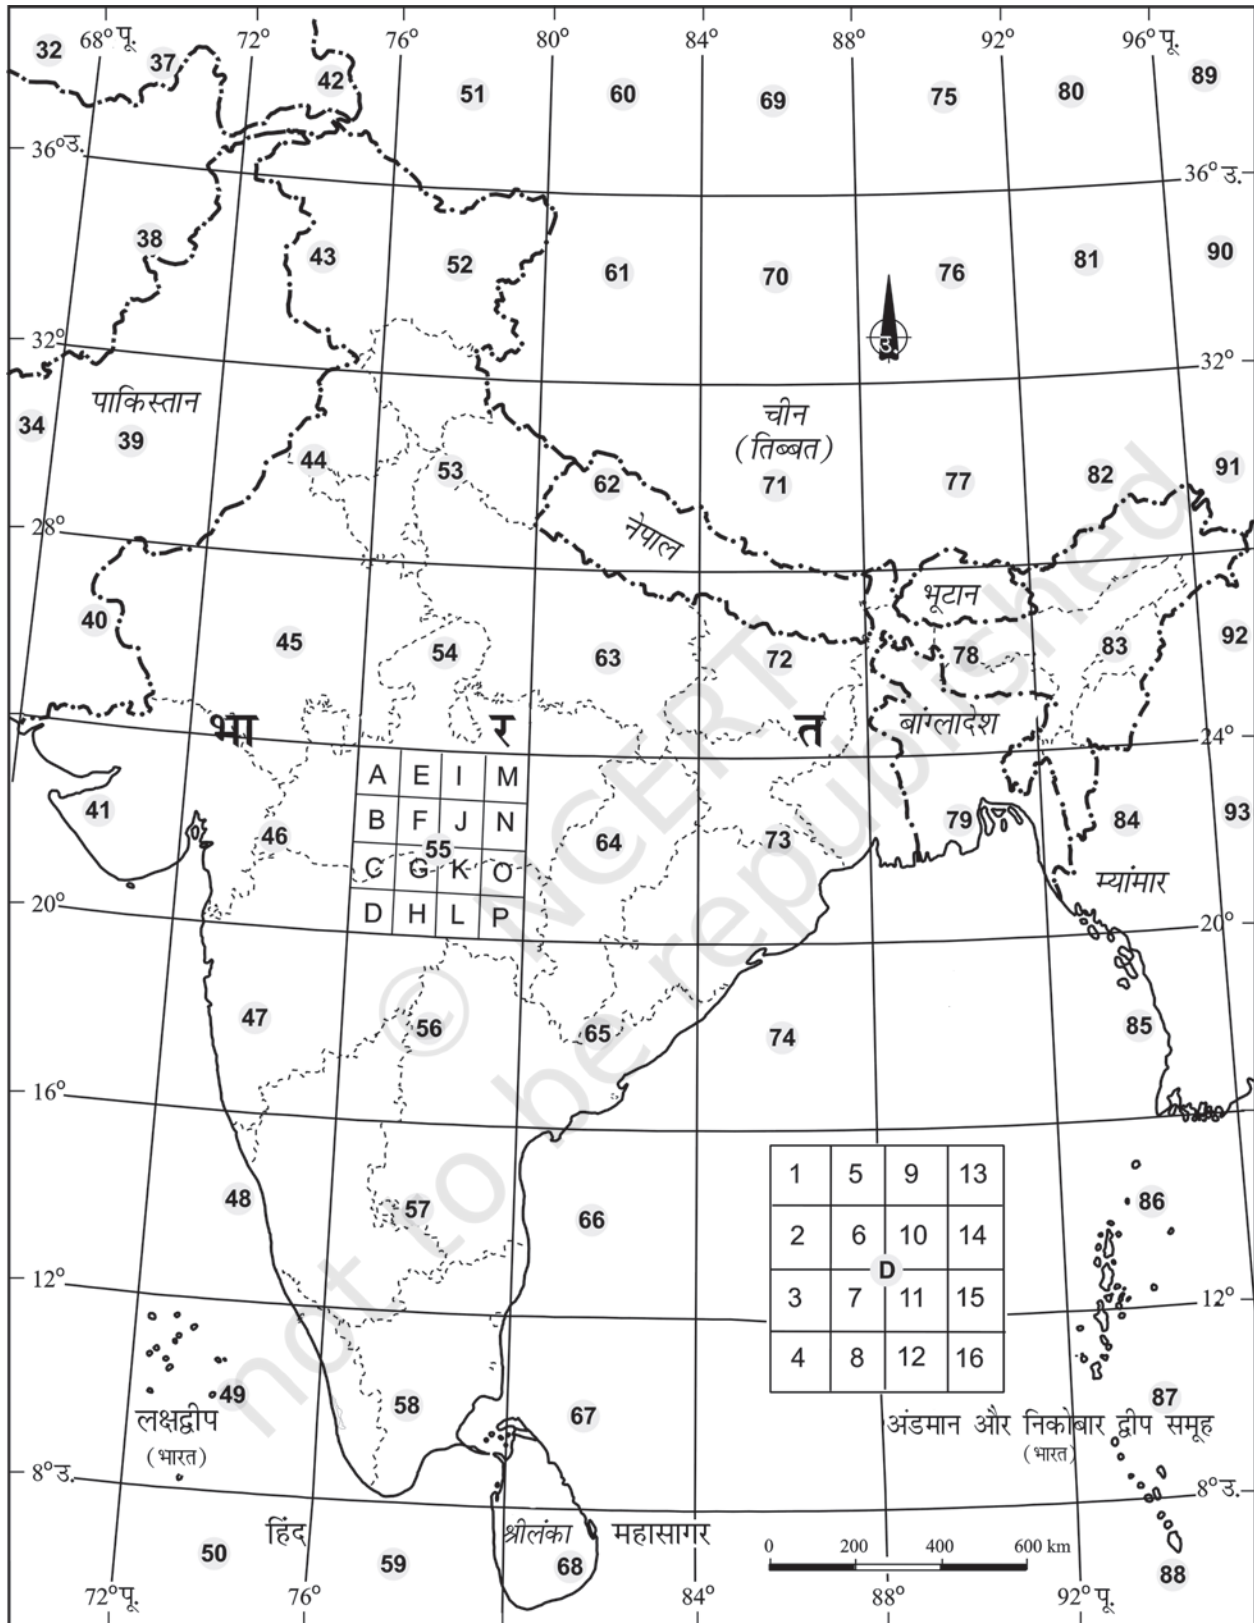 68° पू. 72° 76° 80° 84° 88° 92° 96° पू.
32 37 42 51 60 69 75 80 89
36° उ. 36° उ.
38 43 52 61 70 76 81 90
उ
32° 32°
पाकिस्तान
चीन
(तिब्बत)
34 39 44 53 62 71 77 82 91
नेपाल
28°
भूटान
40 45 54 63 72 78 83 92
भा र त
बांग्लादेश
24°
A E I M
B F J N
55
C G K O
D H L P
41 46 64 73 79 84 93
म्यांमार
20° 20°
47 56 65 74 85
16° 16°
1 5 9 13
2 6 10 14
D
3 7 11 15
4 8 12 16
48 57 66 86
12° 12°
49 58 67 87
लक्षद्वीप
(भारत)
अंडमान और निकोबार द्वीप समूह
(भारत)
8° उ. 8° उ.
हिंद श्रीलंका महासागर
50 59 68 88
0 200 400 600 km
72° पू. 76° 84° 88° 92° पू.
© NCERT
not to be republished